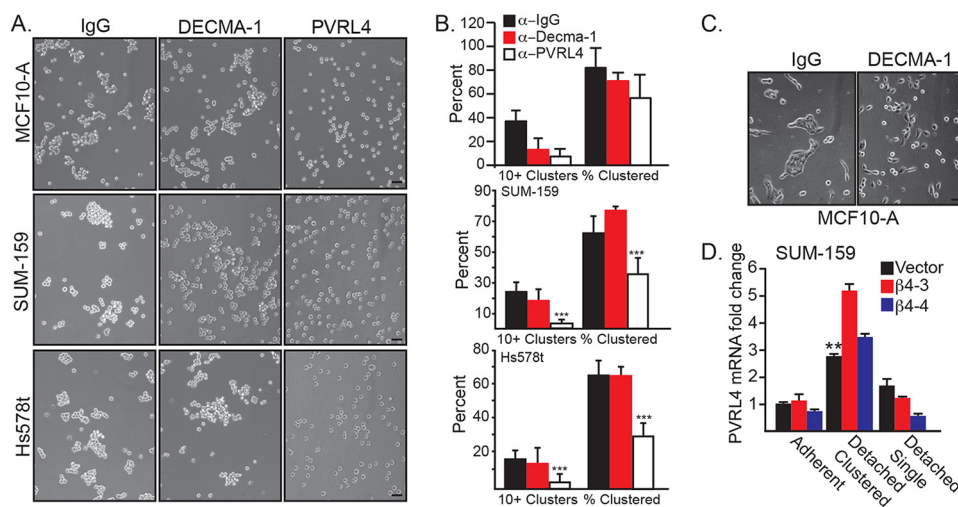 A.
IgG
DECMA-1
PVRL4
MCF10-A
SUM-159
Hs578t
B.
α-IgG
α-Decma-1
α-PVRL4
Percent
120
100
80
60
40
20
0
10+ Clusters
% Clustered
SUM-159
Percent
90
70
50
30
10
***
***
10+ Clusters
% Clustered
Hs578t
Percent
80
60
40
20
***
***
10+ Clusters
% Clustered
C.
IgG
DECMA-1
MCF10-A
D.
SUM-159
PVRL4 mRNA fold change
6
5
4
3
2
1
0
**
Vector
β4-3
β4-4
Adherent
Detached
Clustered
Detached
Single